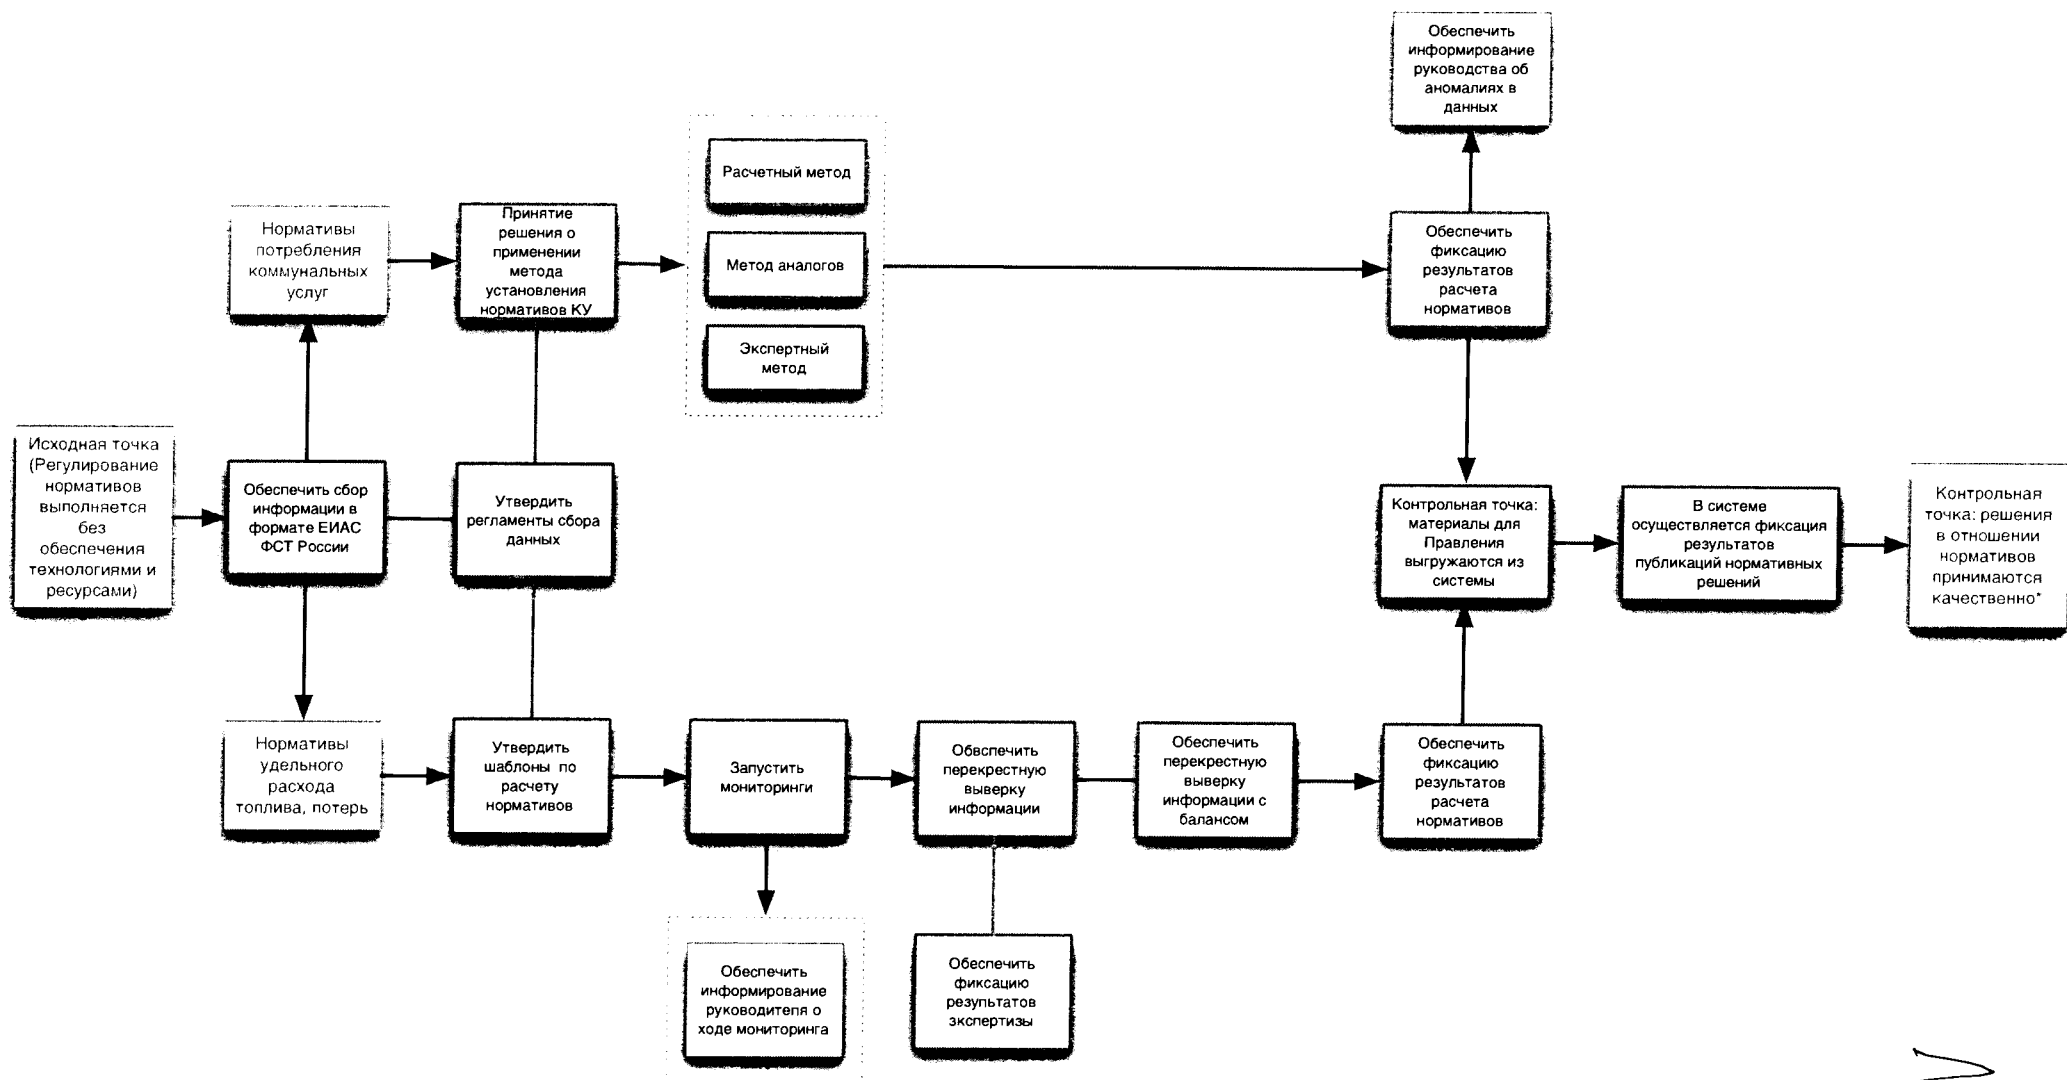 Обеспечить
информирование
руководства об
аномалиях в
данных
Расчетный метод
Метод аналогов
Экспертный
метод
Нормативы
потребления
коммунальных
услуг
Принятие
решения о
применении
метода
установления
нормативов КУ
Обеспечить
фиксацию
результатов
расчета
нормативов
Исходная точка
(Регулирование
нормативов
выполняется
без
обеспечения
технологиями и
ресурсами)
Обеспечить сбор
информации в
формате ЕИАС
ФСТ России
Утвердить
регламенты сбора
данных
Контрольная точка:
материалы для
Правления
выгружаются из
системы
В системе
осуществляется фиксация
результатов
публикаций нормативных
решений
Контрольная
точка: решения
в отношении
нормативов
принимаются
качественно*
Нормативы
удельного
расхода
топлива, потерь
Утвердить
шаблоны по
расчету
нормативов
Запустить
мониторинги
Обвспечить
перекрестную
выверку
информации
Обеспечить
перекрестную
выверку
информации с
балансом
Обеспечить
фиксацию
результатов
расчета
нормативов
Обеспечить
информирование
руководителя о
ходе мониторинга
Обеспечить
фиксацию
результатов
экспертизы